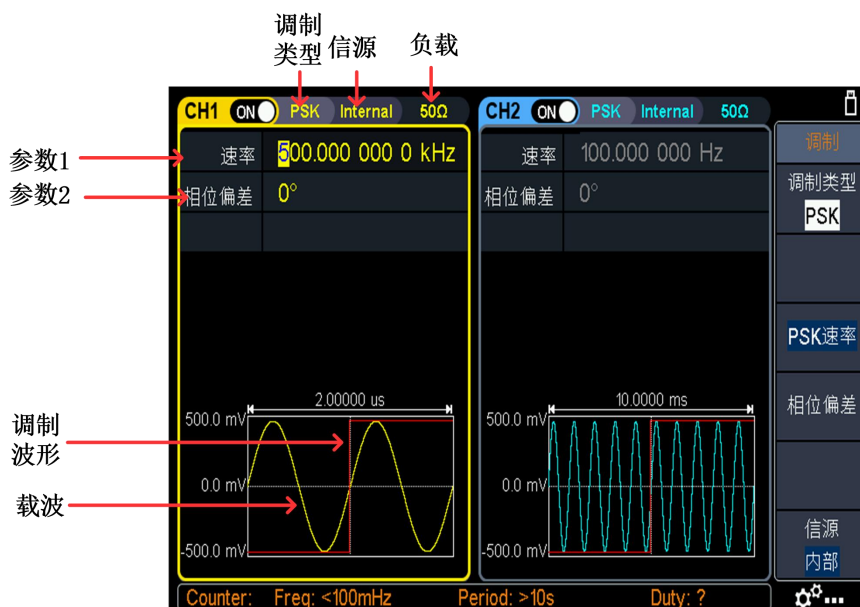 调制
类型
信源
负载
CH1 ON PSK Internal 50Ω
CH2 ON PSK Internal 50Ω
参数1
参数2
速率 500.000 000 0 kHz
相位偏差 0°
速率 100.000 000 Hz
相位偏差 0°
调制
调制类型
PSK
PSK速率
相位偏差
信源
内部
调制
波形
载波
2.00000 us
500.0 mV
0.0 mV
-500.0 mV
10.0000 ms
500.0 mV
0.0 mV
-500.0 mV
Counter: Freq: <100mHz Period: >10s Duty: ?